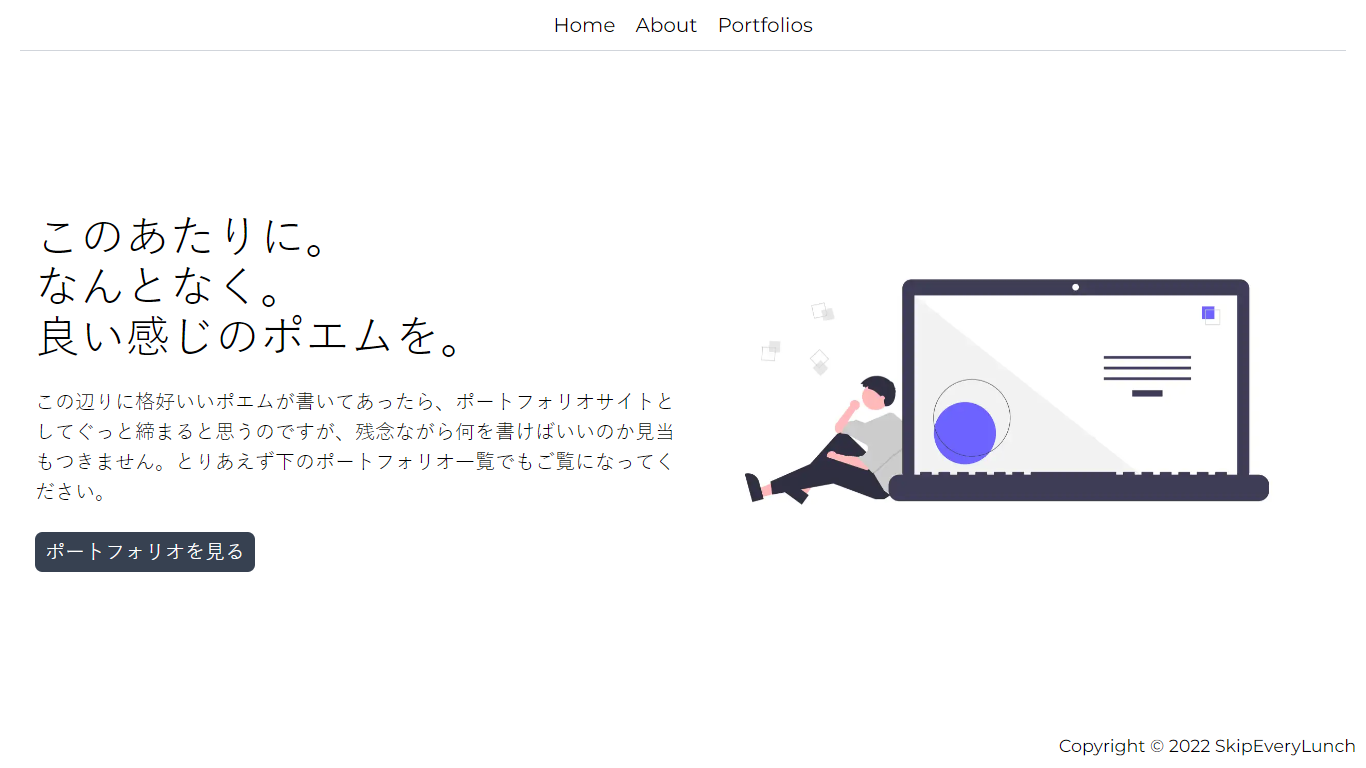 Home About Portfolios
このあたりに。
なんとなく。
良い感じのポエムを。
この辺りに格好いいポエムが書いてあったら、ポートフォリオサイトと
してぐっと締まると思うのですが、残念ながら何を書けばいいのか見当
もつきません。とりあえず下のポートフォリオ一覧でもご覧になってく
ださい。
ポートフォリオを見る
Copyright © 2022 SkipEveryLunch